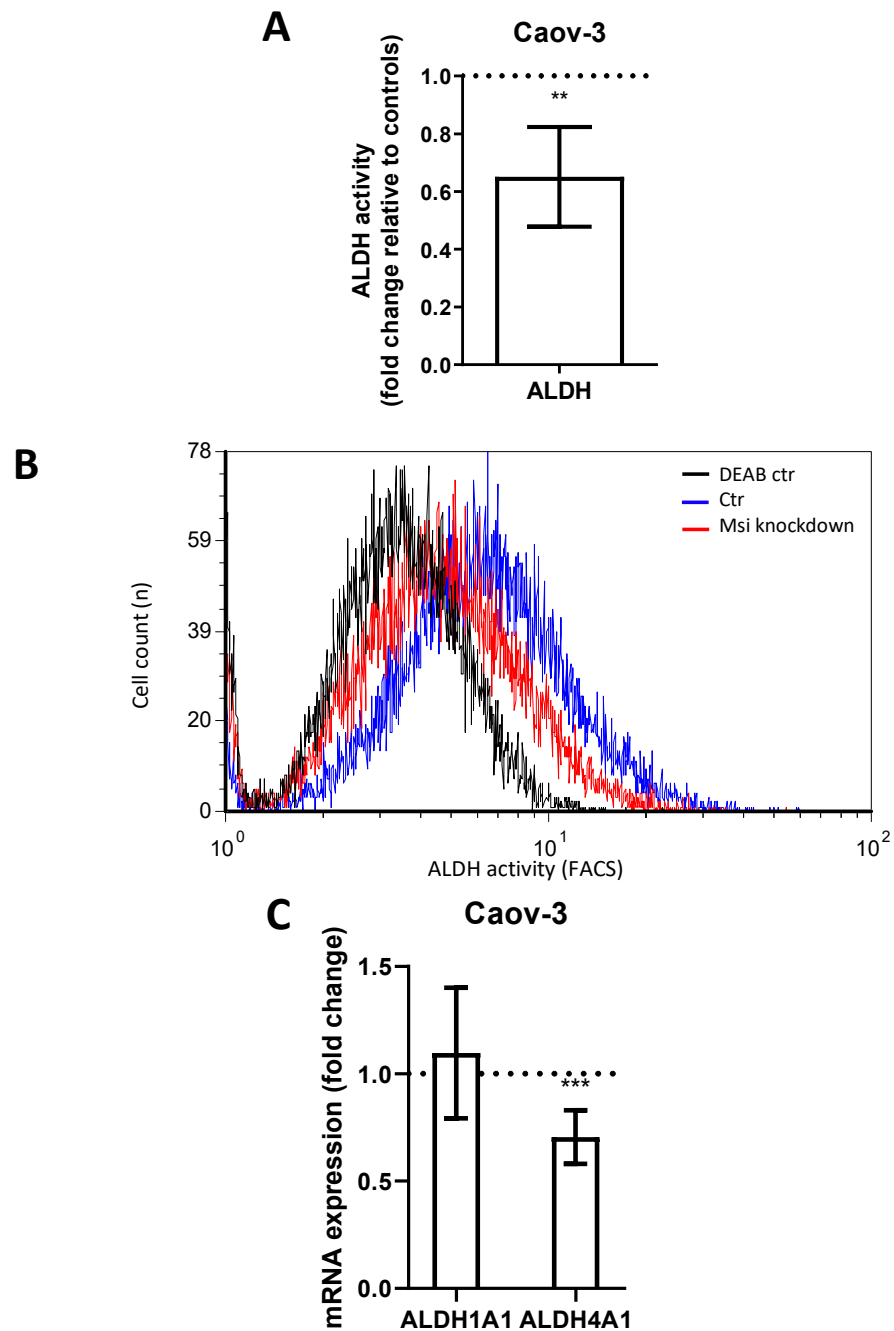 A
Caov-3
ALDH activity
(fold change relative to controls)
1.0
**
0.8
0.6
0.4
0.2
0.0
ALDH
B
Cell count (n)
78
59
39
20
0
DEAB ctr
Ctr
Msi knockdown
10^0
10^1
10^2
ALDH activity (FACS)
C
Caov-3
mRNA expression (fold change)
1.5
1.0
***
0.5
0.0
ALDH1A1 ALDH4A1